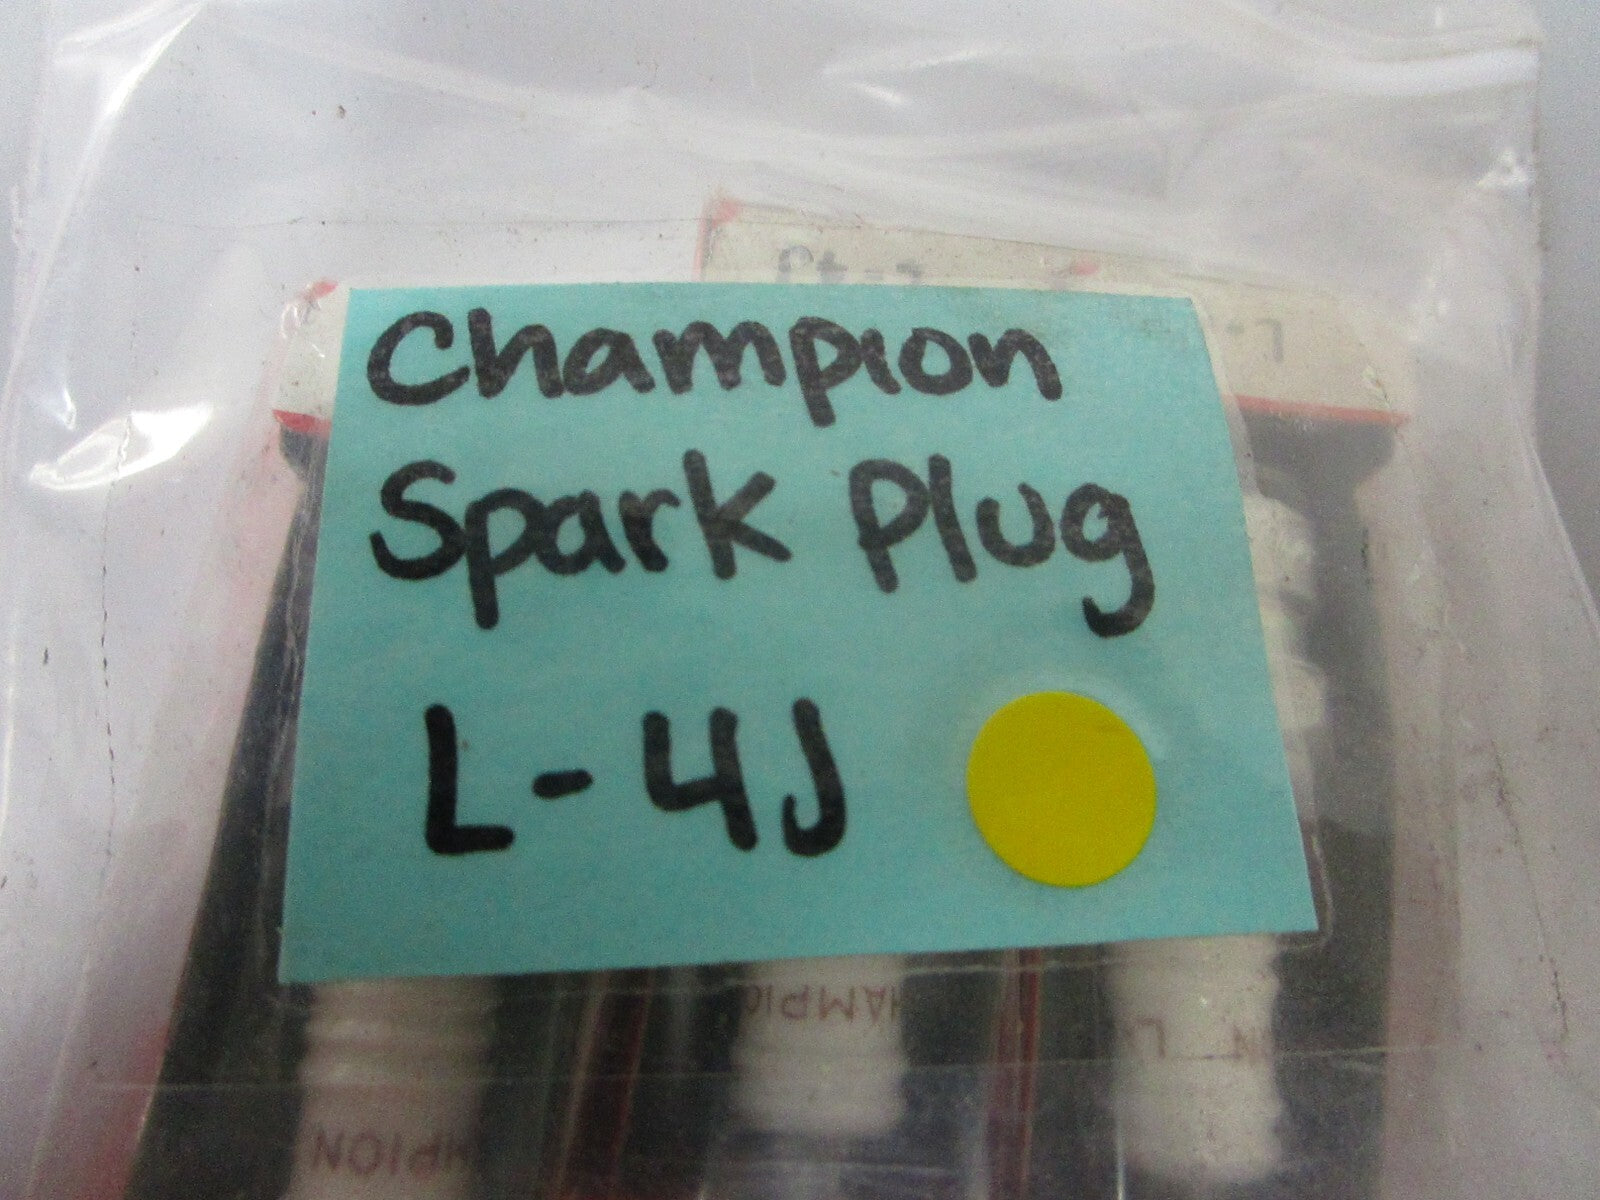 Champion
Spark Plug
L-4J